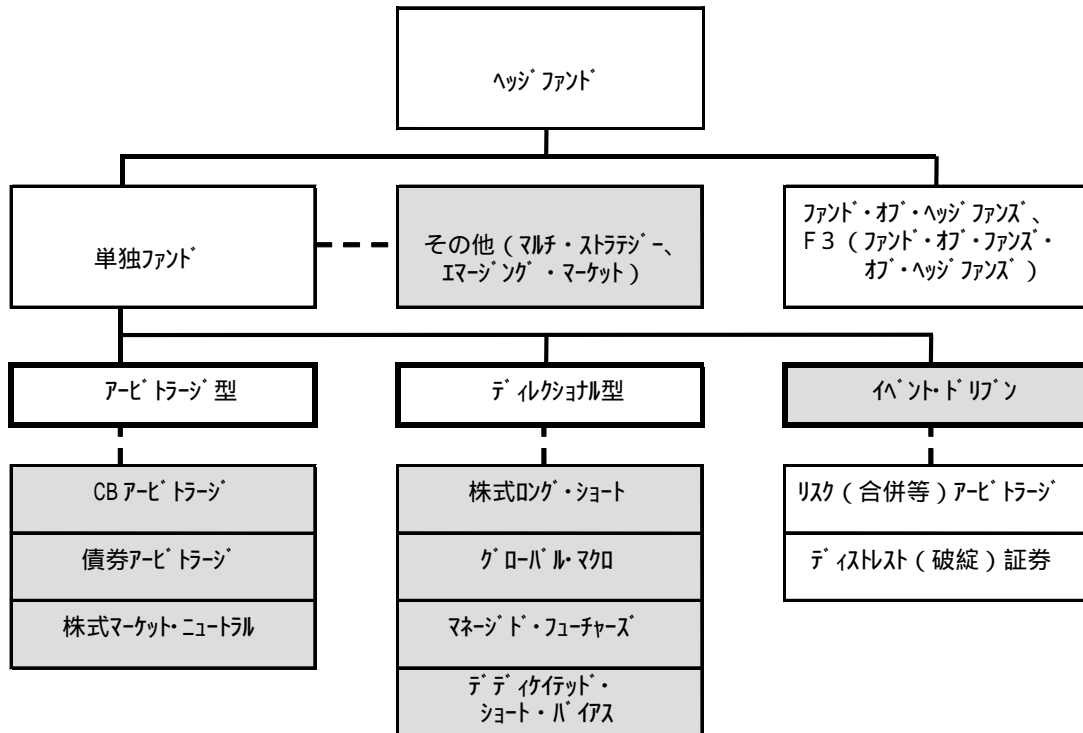 ﾍｯｼﾞﾌｧﾝﾄﾞ
単独ﾌｧﾝﾄﾞ
その他（ﾏﾙﾁ・ｽﾄﾗﾃｼﾞｰ、
ｴﾏｰｼﾞﾝｸﾞ・ﾏｰｹｯﾄ）
ﾌｧﾝﾄﾞ・ｵﾌﾞ・ﾍｯｼﾞﾌｧﾝｽﾞ、
Ｆ３（ﾌｧﾝﾄﾞ・ｵﾌﾞ・ﾌｧﾝｽﾞ・
ｵﾌﾞ・ﾍｯｼﾞﾌｧﾝｽﾞ）
ｱｰﾋﾞﾄﾗｰｼﾞ型
ﾃﾞｨﾚｸｼｮﾅﾙ型
ｲﾍﾞﾝﾄ･ﾄﾞﾘﾌﾞﾝ
CBｱｰﾋﾞﾄﾗｰｼﾞ
株式ﾛﾝｸﾞ・ｼｮｰﾄ
ﾘｽｸ（合併等）ｱｰﾋﾞﾄﾗｰｼﾞ
債券ｱｰﾋﾞﾄﾗｰｼﾞ
ｸﾞﾛｰﾊﾞﾙ･ﾏｸﾛ
ﾃﾞｨｽﾄﾚｽﾄ（破綻）証券
株式ﾏｰｹｯﾄ･ﾆｭｰﾄﾗﾙ
ﾏﾈｰｼﾞﾄﾞ・ﾌｭｰﾁｬｰｽﾞ
ﾃﾞﾃﾞｨｹｲﾃｯﾄﾞ・
ｼｮｰﾄ・ﾊﾞｲｱｽ